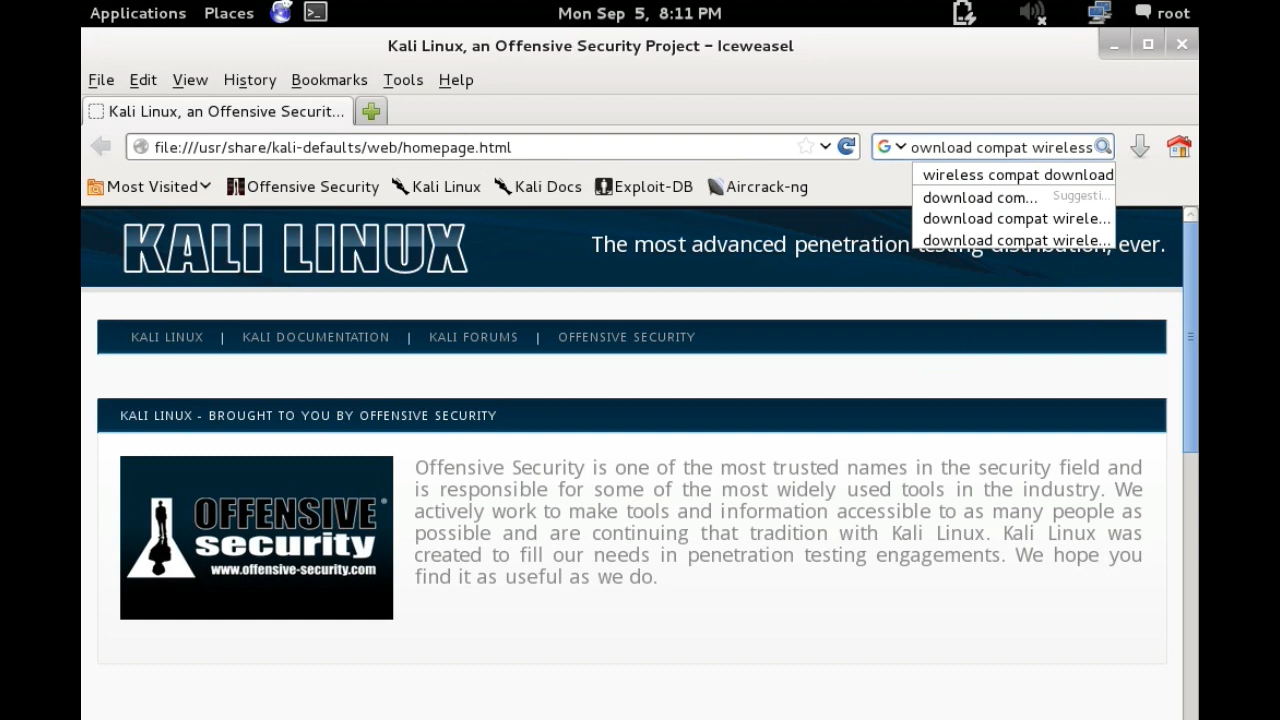 Applications Places Mon Sep 5, 8:11 PM root
Kali Linux, an Offensive Security Project – Iceweasel
File Edit View History Bookmarks Tools Help
Kali Linux, an Offensive Securit...
file:///usr/share/kali-defaults/web/homepage.html ownload compat wireless
Most Visited Offensive Security Kali Linux Kali Docs Exploit-DB Aircrack-ng
wireless compat download
download com... Suggesti...
download compat wirele...
download compat wirele...
KALI LINUX The most advanced penetration testing distribution, ever.
KALI LINUX | KALI DOCUMENTATION | KALI FORUMS | OFFENSIVE SECURITY
KALI LINUX - BROUGHT TO YOU BY OFFENSIVE SECURITY
OFFENSIVE
security
www.offensive-security.com
Offensive Security is one of the most trusted names in the security field and
is responsible for some of the most widely used tools in the industry. We
actively work to make tools and information accessible to as many people as
possible and are continuing that tradition with Kali Linux. Kali Linux was
created to fill our needs in penetration testing engagements. We hope you
find it as useful as we do.